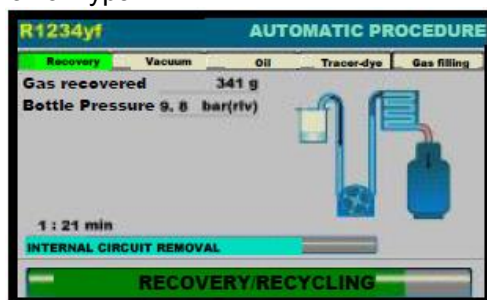 R1234yf AUTOMATIC PROCEDURE
Recovery Vacuum Oil Tracer-dye Gas filling
Gas recovered 341 g
Bottle Pressure 9, 8 bar(rlv)
1 : 21 min
INTERNAL CIRCUIT REMOVAL
RECOVERY/RECYCLING